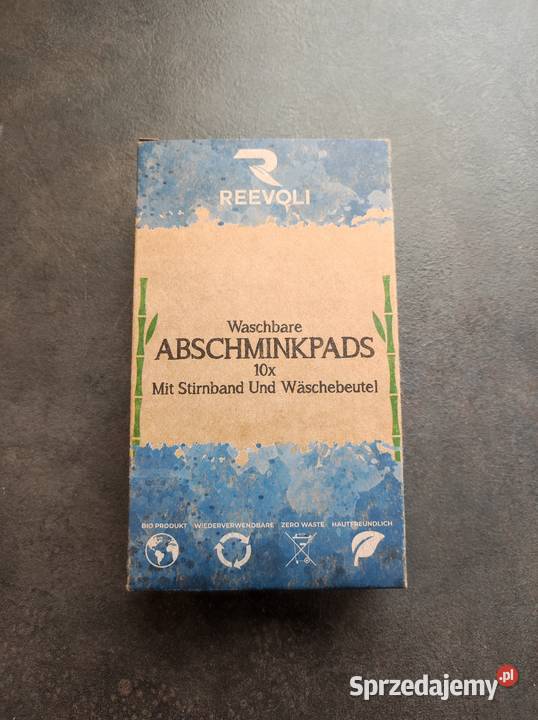 REEVOLI
Waschbare
ABSCHMINKPADS
10x
Mit Stirnband Und Wäschebeutel
BIO PRODUKT WIEDERVERWENDBARE ZERO WASTE HAUTFREUNDLICH
Sprzedajemy.pl